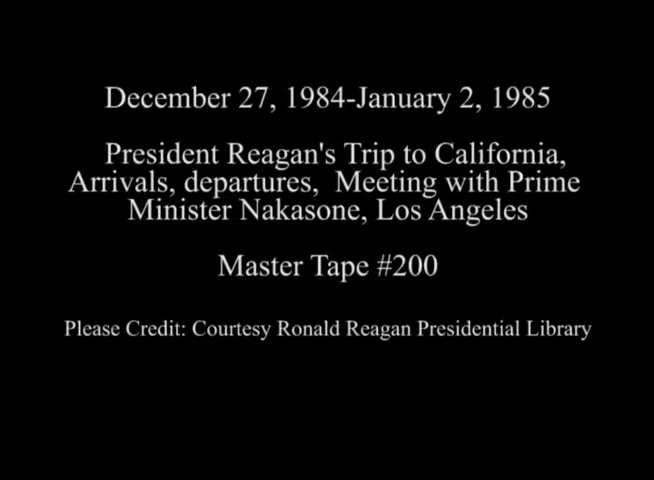 December 27, 1984-January 2, 1985
President Reagan's Trip to California,
Arrivals, departures,  Meeting with Prime
Minister Nakasone, Los Angeles
Master Tape #200
Please Credit: Courtesy Ronald Reagan Presidential Library